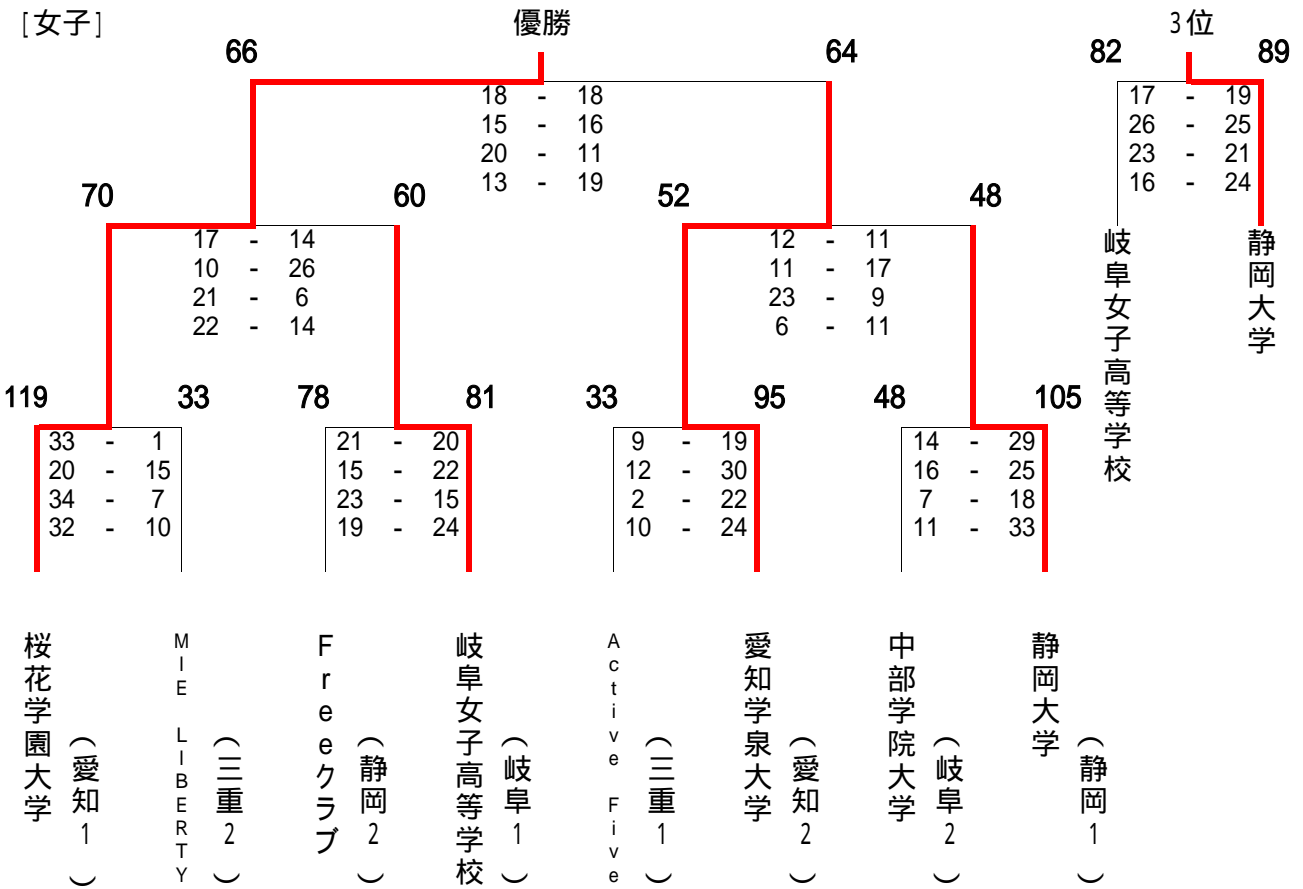 [女子]
優勝
3位
66
64
82
89
18 - 18
15 - 16
20 - 11
13 - 19
17 - 19
26 - 25
23 - 21
16 - 24
70
60
52
48
17 - 14
10 - 26
21 - 6
22 - 14
12 - 11
11 - 17
23 - 9
6 - 11
岐阜女子高等学校
静岡大学
119
33
78
81
33
95
48
105
33 - 1
20 - 15
34 - 7
32 - 10
21 - 20
15 - 22
23 - 15
19 - 24
9 - 19
12 - 30
2 - 22
10 - 24
14 - 29
16 - 25
7 - 18
11 - 33
桜花学園大学
(愛知1)
MIE LIBERTY
(三重2)
Freeクラブ
(静岡2)
岐阜女子高等学校
(岐阜1)
Active Five
(三重1)
愛知学泉大学
(愛知2)
中部学院大学
(岐阜2)
静岡大学
(静岡1)